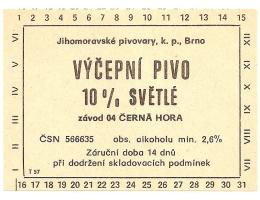 1 2 3 4 5 6 7 8 9 10 11 12 13 14 15
I II III IV V VI
VII VIII IX X XI XII
Jihomoravské pivovary, k. p., Brno
VÝČEPNÍ PIVO
10 % SVĚTLÉ
závod 04 ČERNÁ HORA
ČSN 566635 obs. alkoholu min. 2,6%
Záruční doba 14 dnů
při dodržení skladovacích podmínek
T 57
16 17 18 19 20 21 22 23 24 25 26 27 28 29 30 31